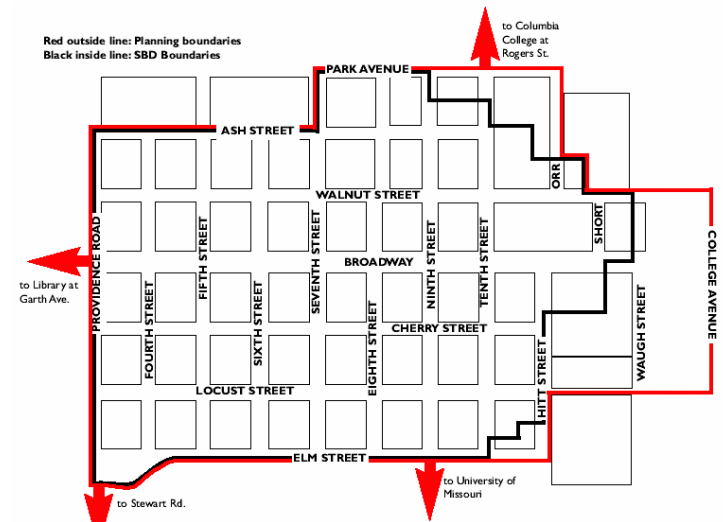 to Columbia
College at
Rogers St.
Red outside line: Planning boundaries
Black inside line: SBD Boundaries
PARK AVENUE
ASH STREET
ORR
WALNUT STREET
PROVIDENCE ROAD
FIFTH STREET
SEVENTH STREET
NINTH STREET
TENTH STREET
SHORT
COLLEGE AVENUE
BROADWAY
to Library at
Garth Ave.
FOURTH STREET
SIXTH STREET
EIGHTH STREET
CHERRY STREET
HITT STREET
WAUGH STREET
LOCUST STREET
ELM STREET
to University of
Missouri
to Stewart Rd.